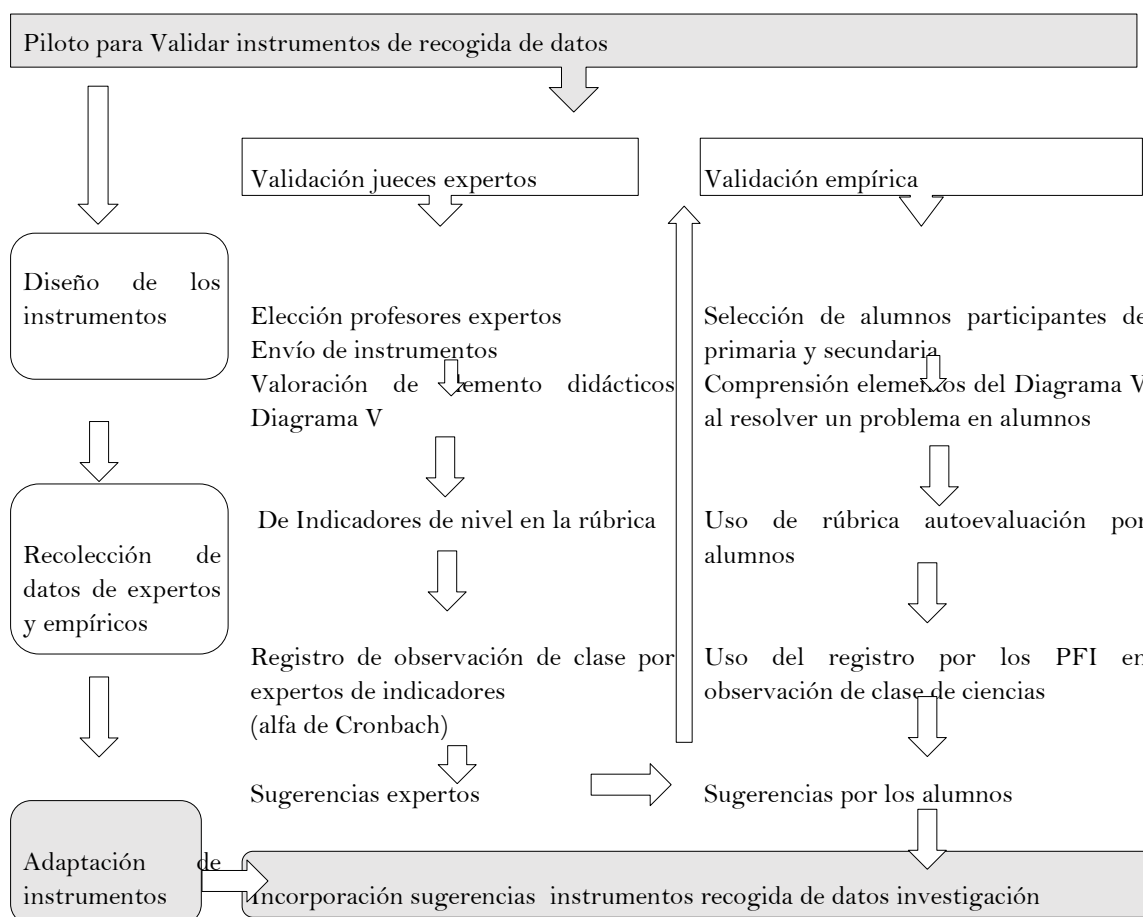 Piloto para Validar instrumentos de recogida de datos
Validación jueces expertos
Validación empírica
Diseño de los
instrumentos
Elección profesores expertos
Envío de instrumentos
Valoración de elemento didácticos
Diagrama V
Selección de alumnos participantes de
primaria y secundaria
Comprensión elementos del Diagrama V
al resolver un problema en alumnos
De Indicadores de nivel en la rúbrica
Uso de rúbrica autoevaluación por
alumnos
Recolección de
datos de expertos
y empíricos
Registro de observación de clase por
expertos de indicadores
(alfa de Cronbach)
Uso del registro por los PFI en
observación de clase de ciencias
Sugerencias expertos
Sugerencias por los alumnos
Adaptación de
instrumentos
Incorporación sugerencias instrumentos recogida de datos investigación